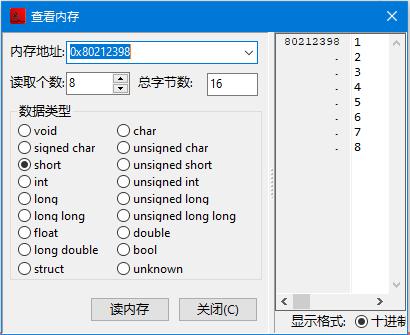 查看内存
内存地址: 0x80212398
读取个数: 8 总字节数: 16
数据类型
void char
signed char unsigned char
short unsigned short
int unsigned int
long unsigned long
long long unsigned long long
float double
long double bool
struct unknown
读内存 关闭(C)
80212398 1
. 2
. 3
. 4
. 5
. 6
. 7
. 8
显示格式: 十进制